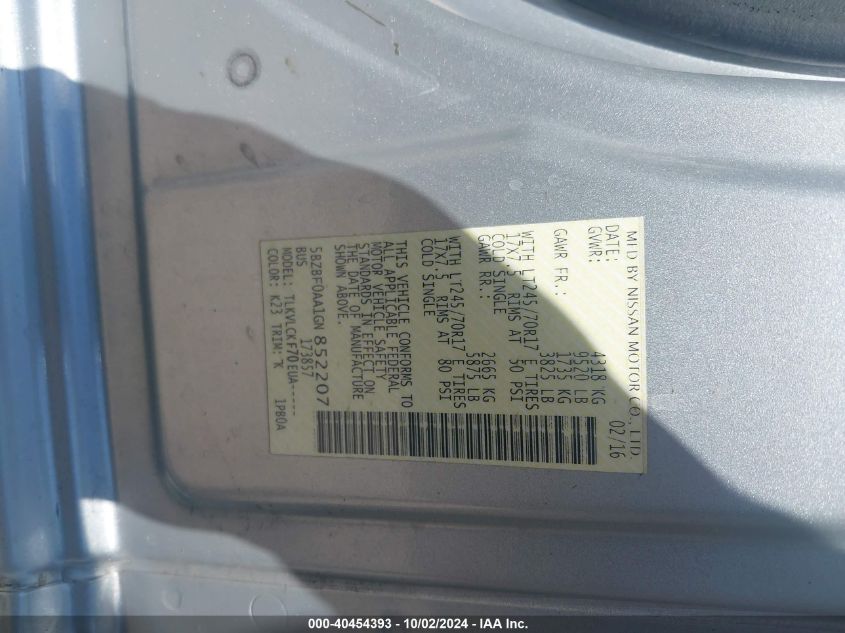 MFD BY NISSAN MOTOR CO., LTD.
DATE: 02/16
GVWR: 4318 KG
9520 LB
GAWR FR.: 1735 KG
3825 LB
WITH LT245/70R17 E TIRES
17X7.5 RIMS AT 50 PSI
COLD SINGLE
GAWR RR.: 2665 KG
5875 LB
WITH LT245/70R17 E TIRES
17X7.5 RIMS AT 80 PSI
COLD SINGLE
THIS VEHICLE CONFORMS TO
ALL APPLICABLE FEDERAL
MOTOR VEHICLE SAFETY
STANDARDS IN EFFECT ON
THE DATE OF MANUFACTURE
SHOWN ABOVE.
5BZBF0AA1GN852207
BUS 173857
MODEL: TLKVLCKF70EUA-----
COLOR: K23 TRIM: K 1PB0A
000-40454393 - 10/02/2024 - IAA Inc.